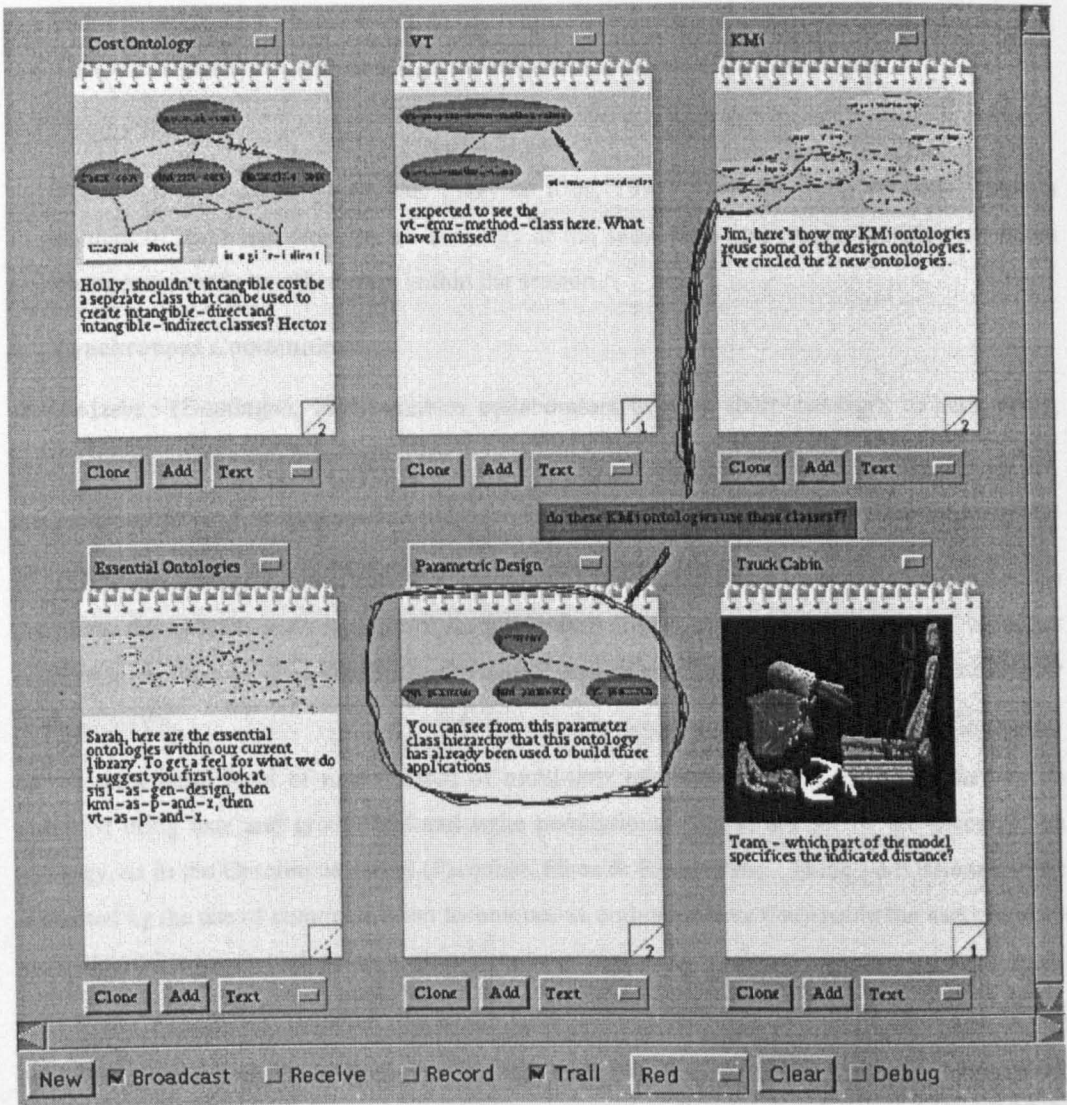 Cost Ontology
VT
KMi
I expected to see the
vt-emr-method-class here. What
have I missed?
Jim, here's how my KMi ontologies
reuse some of the design ontologies.
I've circled the 2 new ontologies.
Holly, shouldn't intangible cost be
a seperate class that can be used to
create intangible-direct and
intangible-indirect classes? Hector
2
1
2
Clone Add Text
Clone Add Text
Clone Add Text
do these KMi ontologies use these classes??
Essential Ontologies
Parametric Design
Truck Cabin
Sarah, here are the essential
ontologies within our current
library. To get a feel for what we do
I suggest you first look at
sis1-as-gen-design, then
kmi-as-p-and-r, then
vt-as-p-and-r.
You can see from this parameter
class hierarchy that this ontology
has already been used to build three
applications
Team - which part of the model
specifices the indicated distance?
1
2
1
Clone Add Text
Clone Add Text
Clone Add Text
New Broadcast Receive Record Trail Red Clear Debug